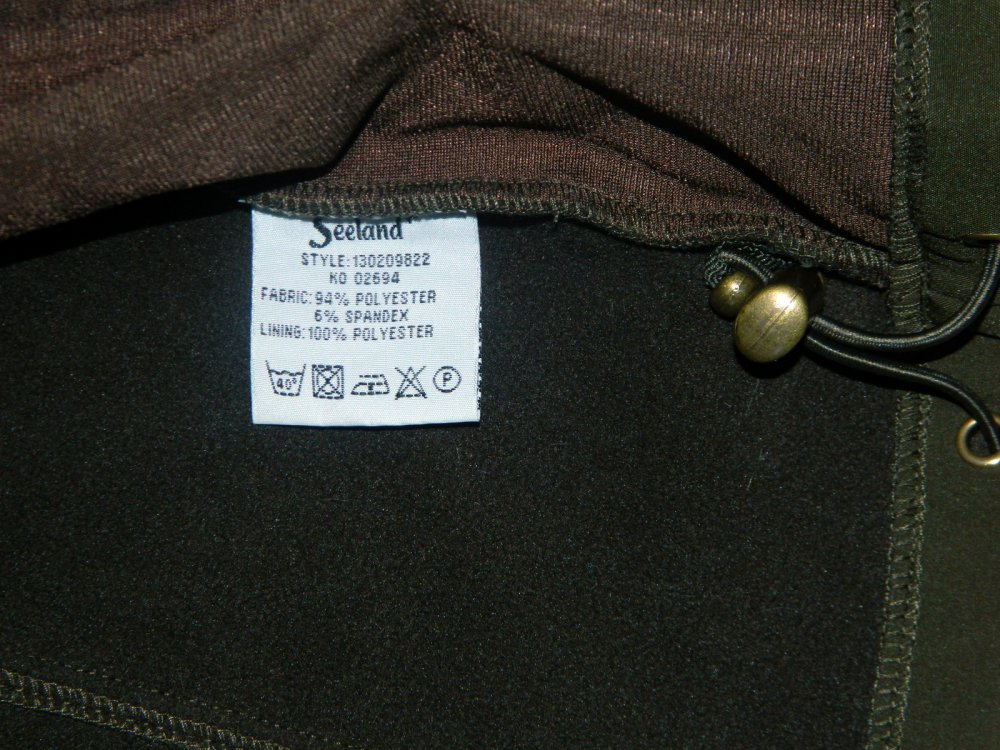 Seeland
STYLE:130209822
KO 02694
FABRIC:94% POLYESTER
6% SPANDEX
LINING:100% POLYESTER
40° P